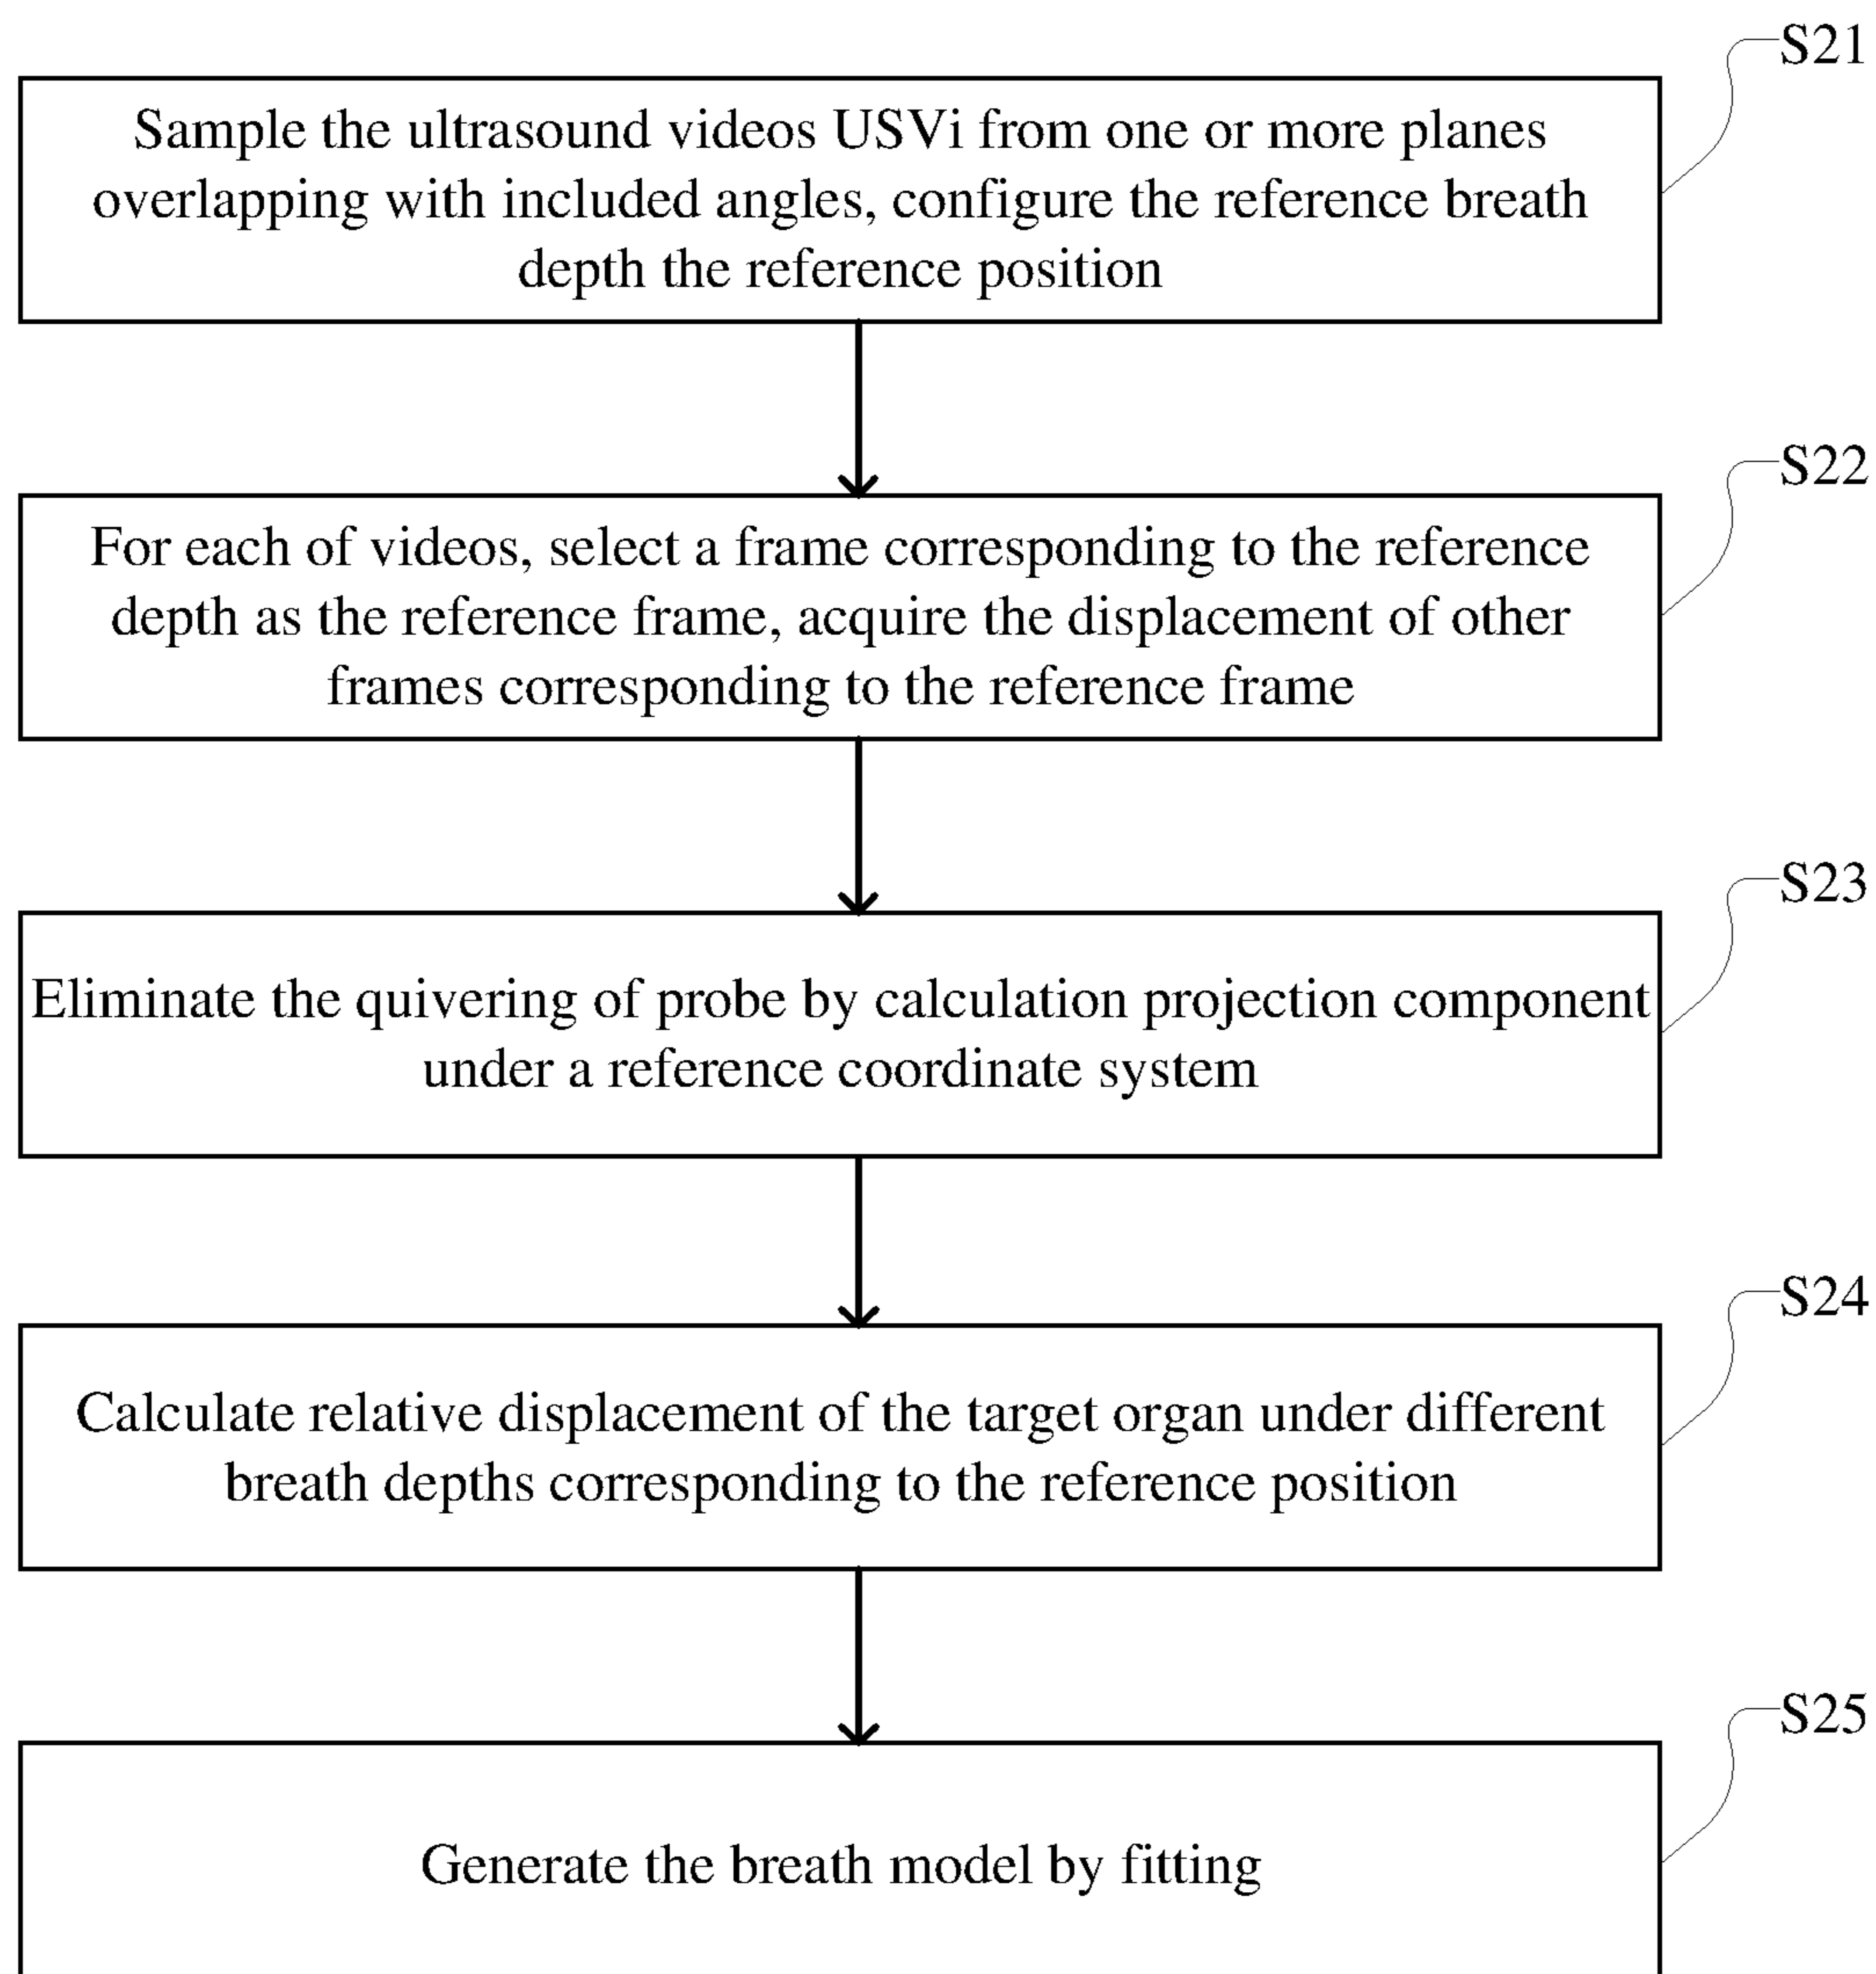 S21
Sample the ultrasound videos USVi from one or more planes
overlapping with included angles, configure the reference breath
depth the reference position
S22
For each of videos, select a frame corresponding to the reference
depth as the reference frame, acquire the displacement of other
frames corresponding to the reference frame
S23
Eliminate the quivering of probe by calculation projection component
under a reference coordinate system
S24
Calculate relative displacement of the target organ under different
breath depths corresponding to the reference position
S25
Generate the breath model by fitting